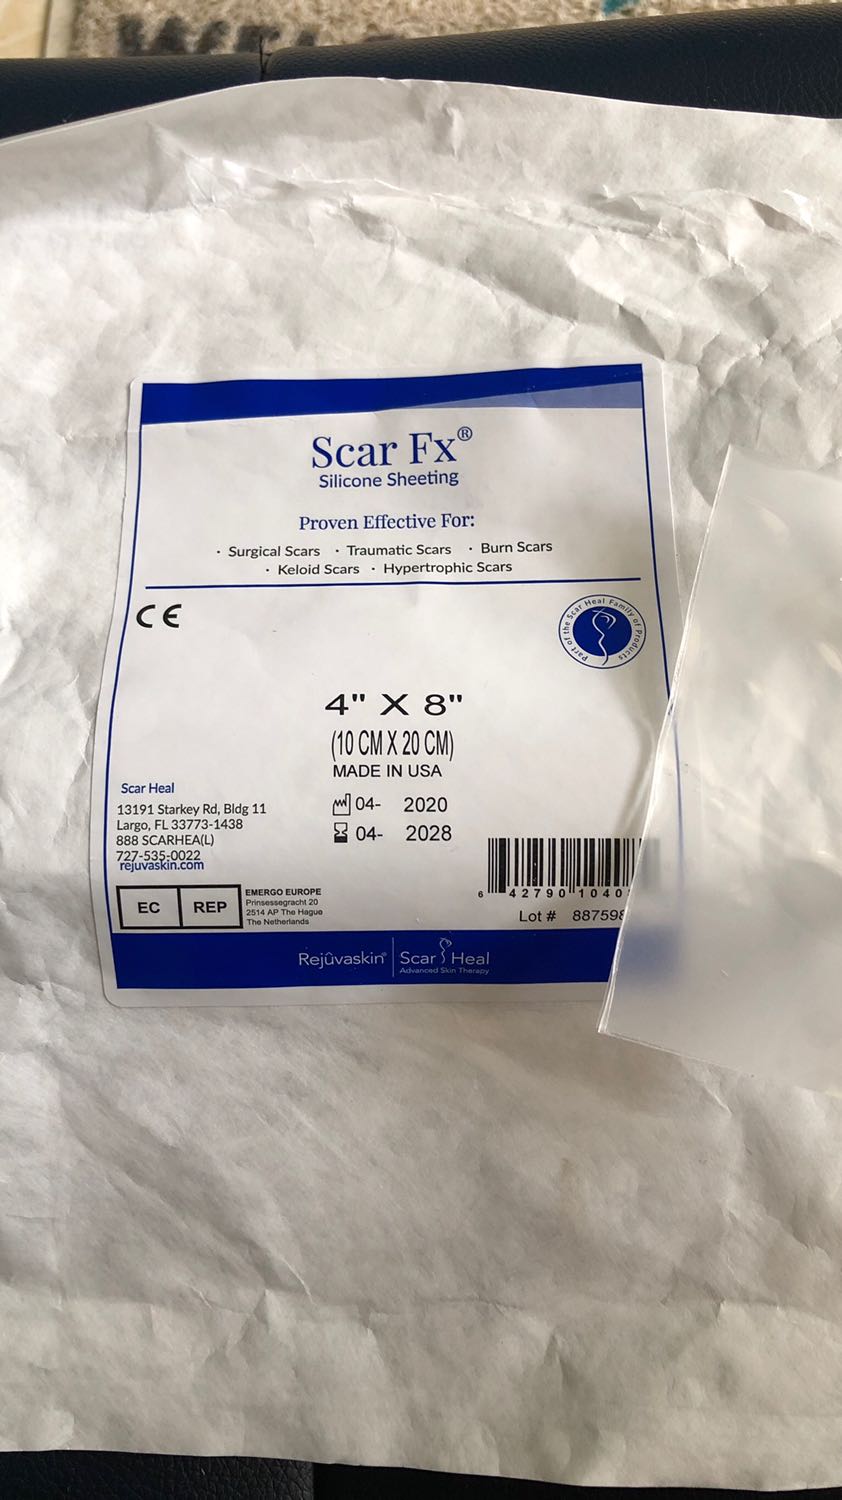 Scar Fx®
Silicone Sheeting
Proven Effective For:
· Surgical Scars · Traumatic Scars · Burn Scars
· Keloid Scars · Hypertrophic Scars
CE
Part of the Scar Heal Family of Products
4" X 8"
(10 CM X 20 CM)
MADE IN USA
04- 2020
04- 2028
Scar Heal
13191 Starkey Rd, Bldg 11
Largo, FL 33773-1438
888 SCARHEA(L)
727-535-0022
rejuvaskin.com
EC REP
EMERGO EUROPE
Prinsessegracht 20
2514 AP The Hague
The Netherlands
6 42790 1040
Lot # 887598
Rejûvaskin® Scar Heal
Advanced Skin Therapy